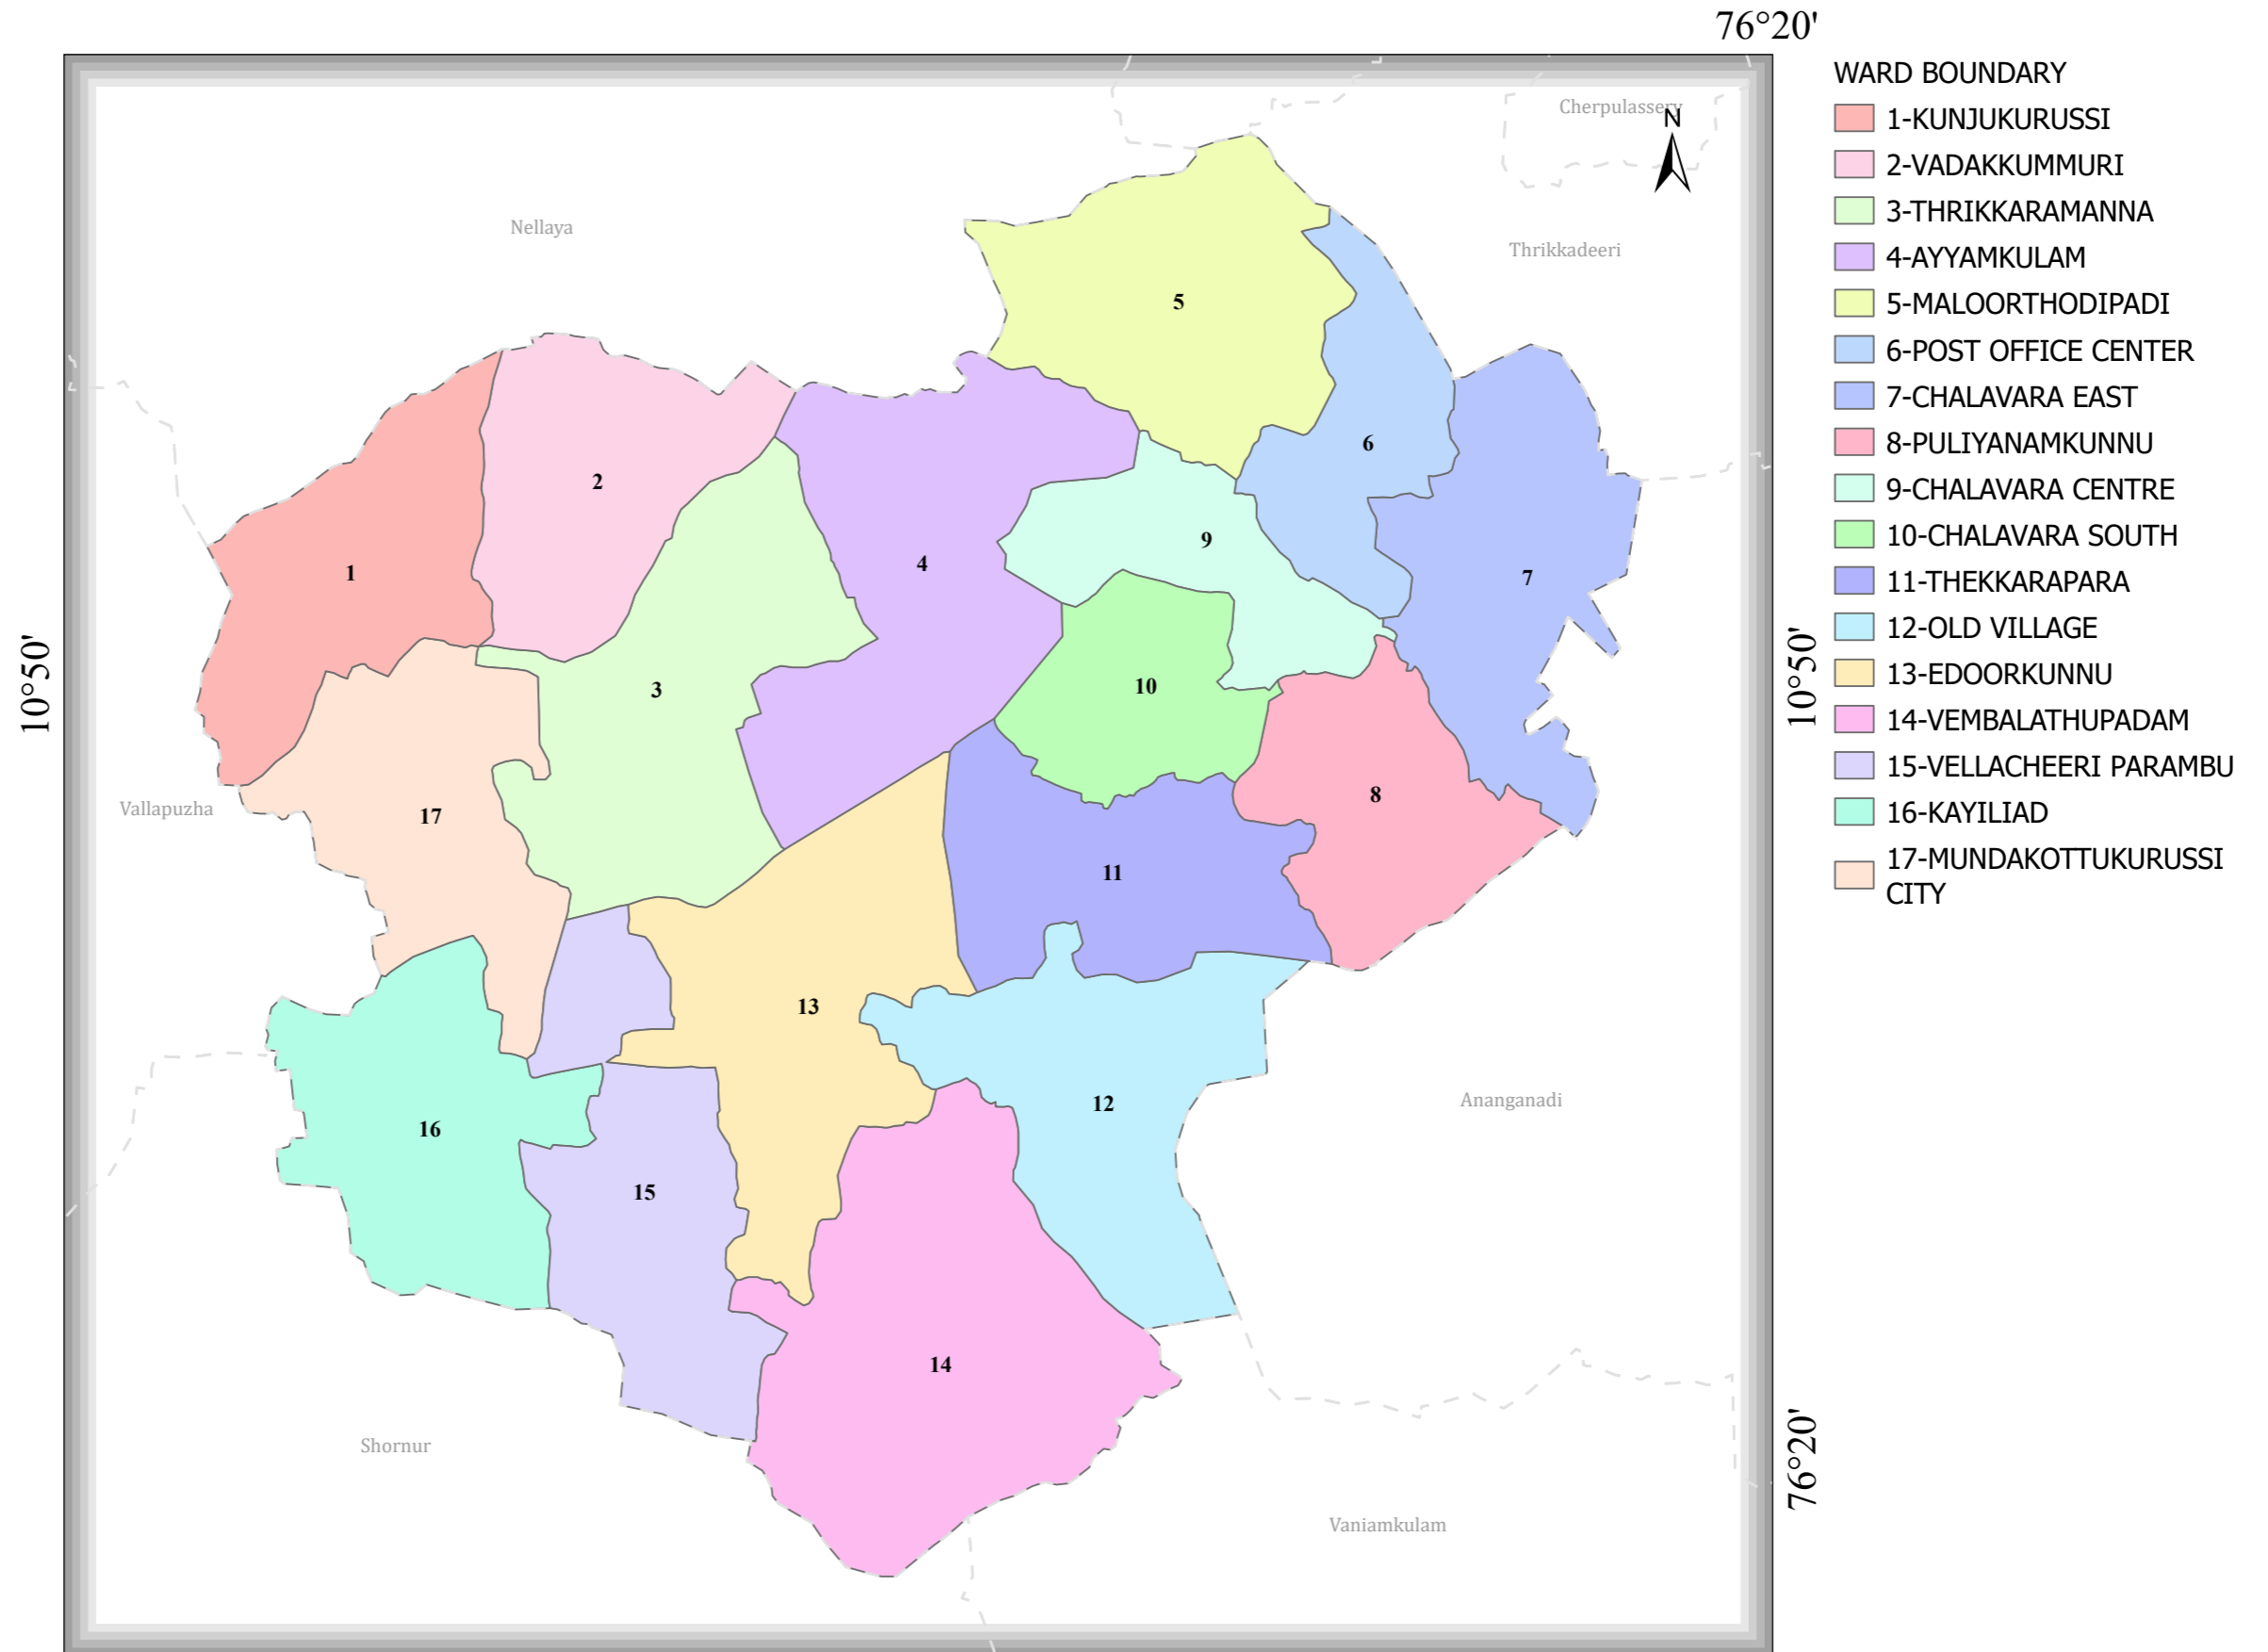 76°20'
WARD BOUNDARY
1-KUNJUKURUSSI
2-VADAKKUMMURI
3-THRIKKARAMANNA
4-AYYAMKULAM
5-MALOORTHODIPADI
6-POST OFFICE CENTER
7-CHALAVARA EAST
8-PULIYANAMKUNNU
9-CHALAVARA CENTRE
10-CHALAVARA SOUTH
11-THEKKARAPARA
12-OLD VILLAGE
13-EDOORKUNNU
14-VEMBALATHUPADAM
15-VELLACHEERI PARAMBU
16-KAYILIAD
17-MUNDAKOTTUKURUSSI
CITY
Cherpulassery
N
Nellaya
Thrikkadeeri
5
6
2
9
4
1
7
10°50'
10°50'
3
10
8
Vallapuzha
17
11
13
12
Ananganadi
16
15
14
Shornur
76°20'
Vaniamkulam